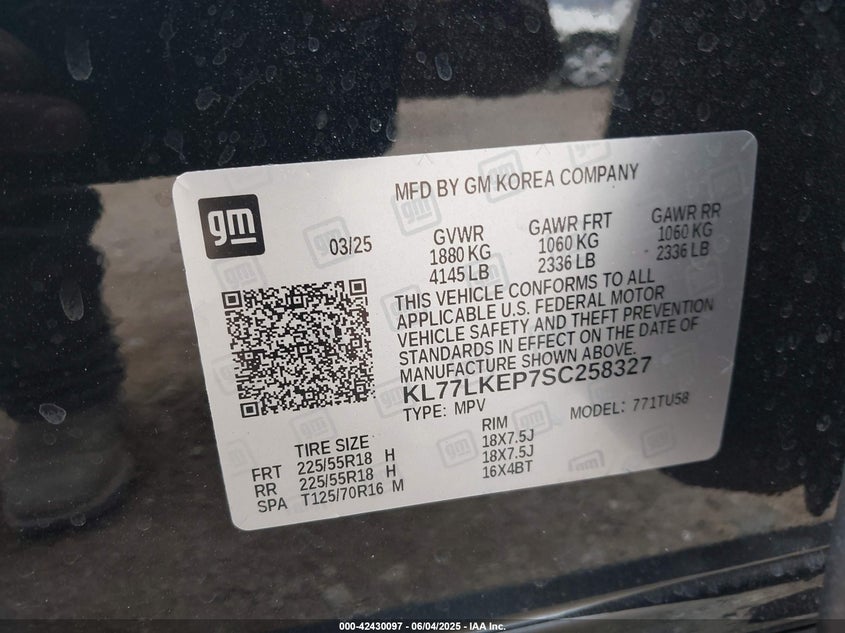 gm
MFD BY GM KOREA COMPANY
03/25
GVWR GAWR FRT GAWR RR
1880 KG 1060 KG 1060 KG
4145 LB 2336 LB 2336 LB
THIS VEHICLE CONFORMS TO ALL
APPLICABLE U.S. FEDERAL MOTOR
VEHICLE SAFETY AND THEFT PREVENTION
STANDARDS IN EFFECT ON THE DATE OF
MANUFACTURE SHOWN ABOVE.
KL77LKEP7SC258327
TYPE: MPV MODEL: 771TU58
TIRE SIZE RIM
FRT 225/55R18 H 18X7.5J
RR 225/55R18 H 18X7.5J
SPA T125/70R16 M 16X4BT
000-42430097 - 06/04/2025 - IAA Inc.